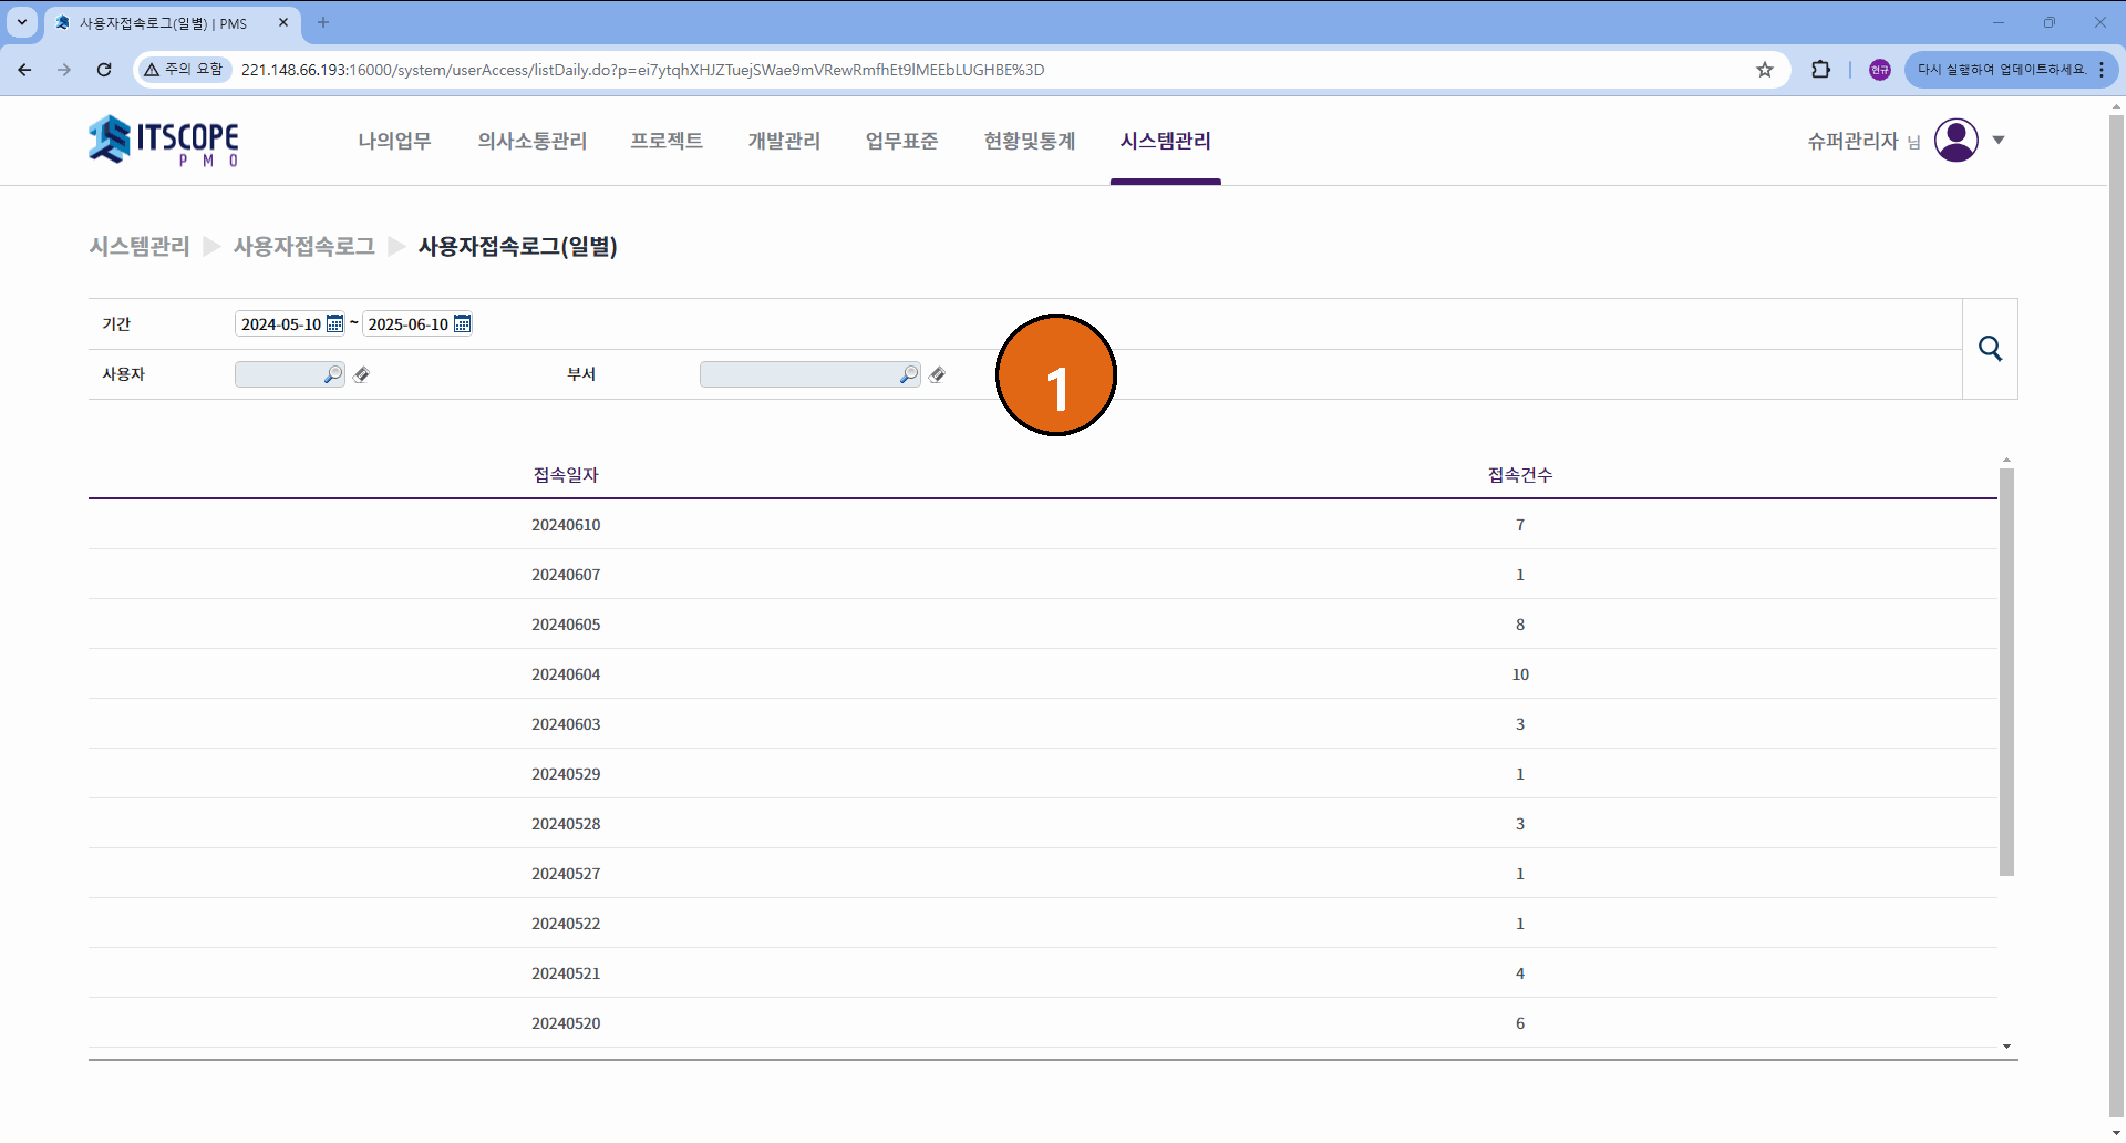 사용자접속로그(일별) | PMS
주의 요함 221.148.66.193:16000/system/userAccess/listDaily.do?p=ei7ytqhXHJZTuejSWae9mVRewRmfhEt9lMEEbLUGHBE%3D 현규 다시 실행하여 업데이트하세요.
ITSCOPE
PMO
나의업무 의사소통관리 프로젝트 개발관리 업무표준 현황및통계 시스템관리 슈퍼관리자 님
시스템관리 사용자접속로그 사용자접속로그(일별)
기간 2024-05-10 ~ 2025-06-10
사용자 부서
1
접속일자 접속건수
20240610 7
20240607 1
20240605 8
20240604 10
20240603 3
20240529 1
20240528 3
20240527 1
20240522 1
20240521 4
20240520 6